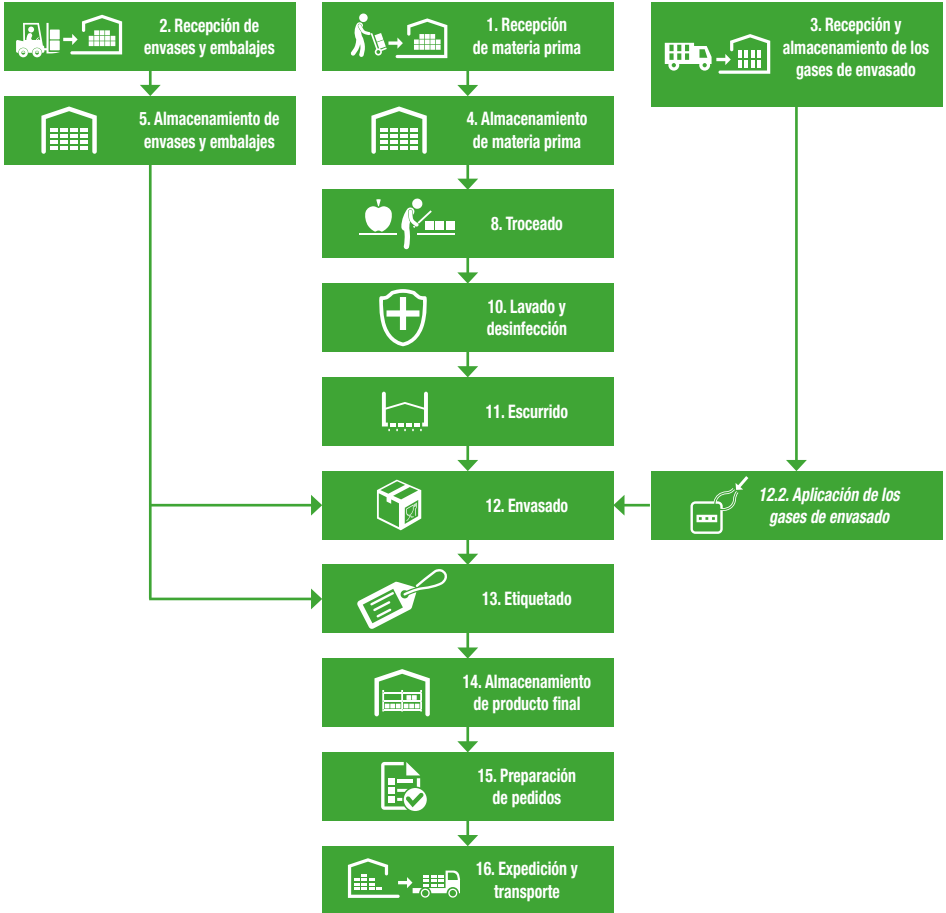 2. Recepción de
envases y embalajes
1. Recepción
de materia prima
3. Recepción y
almacenamiento de los
gases de envasado
5. Almacenamiento de
envases y embalajes
4. Almacenamiento
de materia prima
8. Troceado
10. Lavado y
desinfección
11. Escurrido
12. Envasado
12.2. Aplicación de los
gases de envasado
13. Etiquetado
14. Almacenamiento
de producto final
15. Preparación
de pedidos
16. Expedición y
transporte